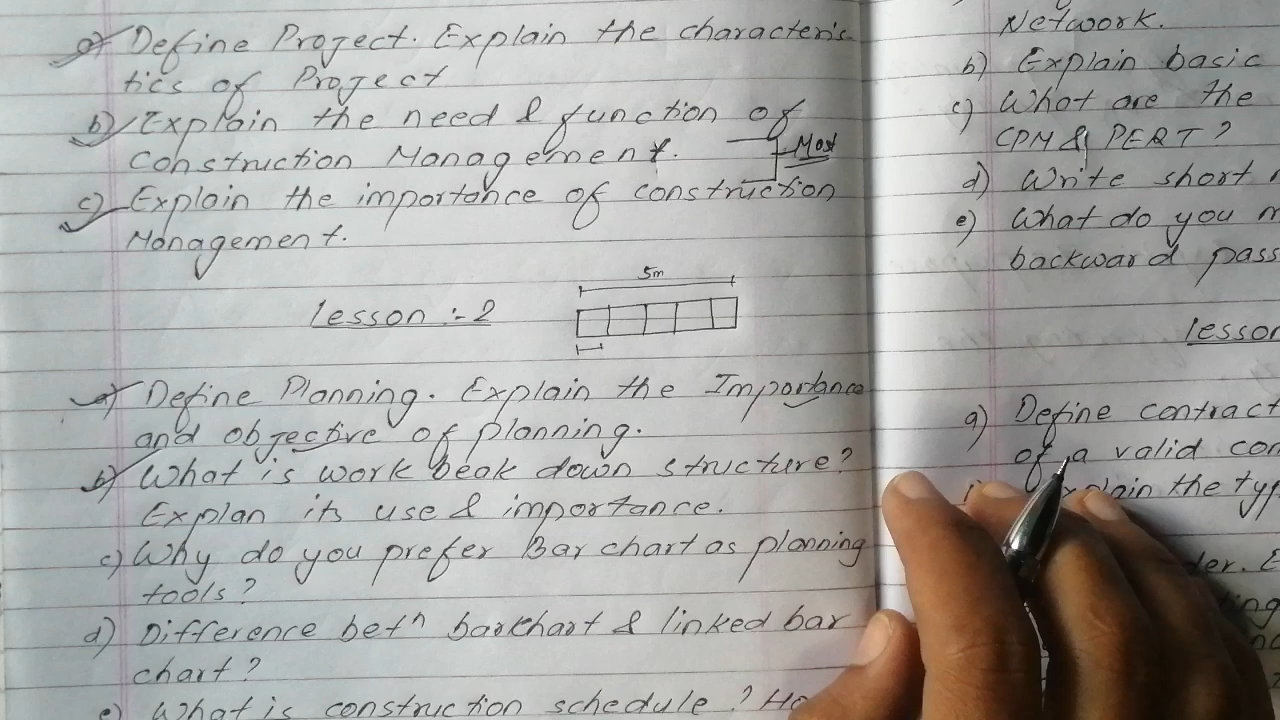 a) Define Project. Explain the characteris-
tics of Project
b) Explain the need & function of
Construction Management.
Most
c) Explain the importance of construction
Management.
Lesson :- 2
5m
a) Define Planning. Explain the Importance
and objective of planning.
b) What is work beak down structure?
Explan its use & importance.
c) Why do you prefer Bar chart as planning
tools?
d) Difference betn barchart & linked bar
chart?
e) What is construction schedule ?
Network.
b) Explain basic
c) What are the
CPM & PERT ?
d) Write short
e) What do you
backward pass
Lesson
a) Define contract
of a valid
the